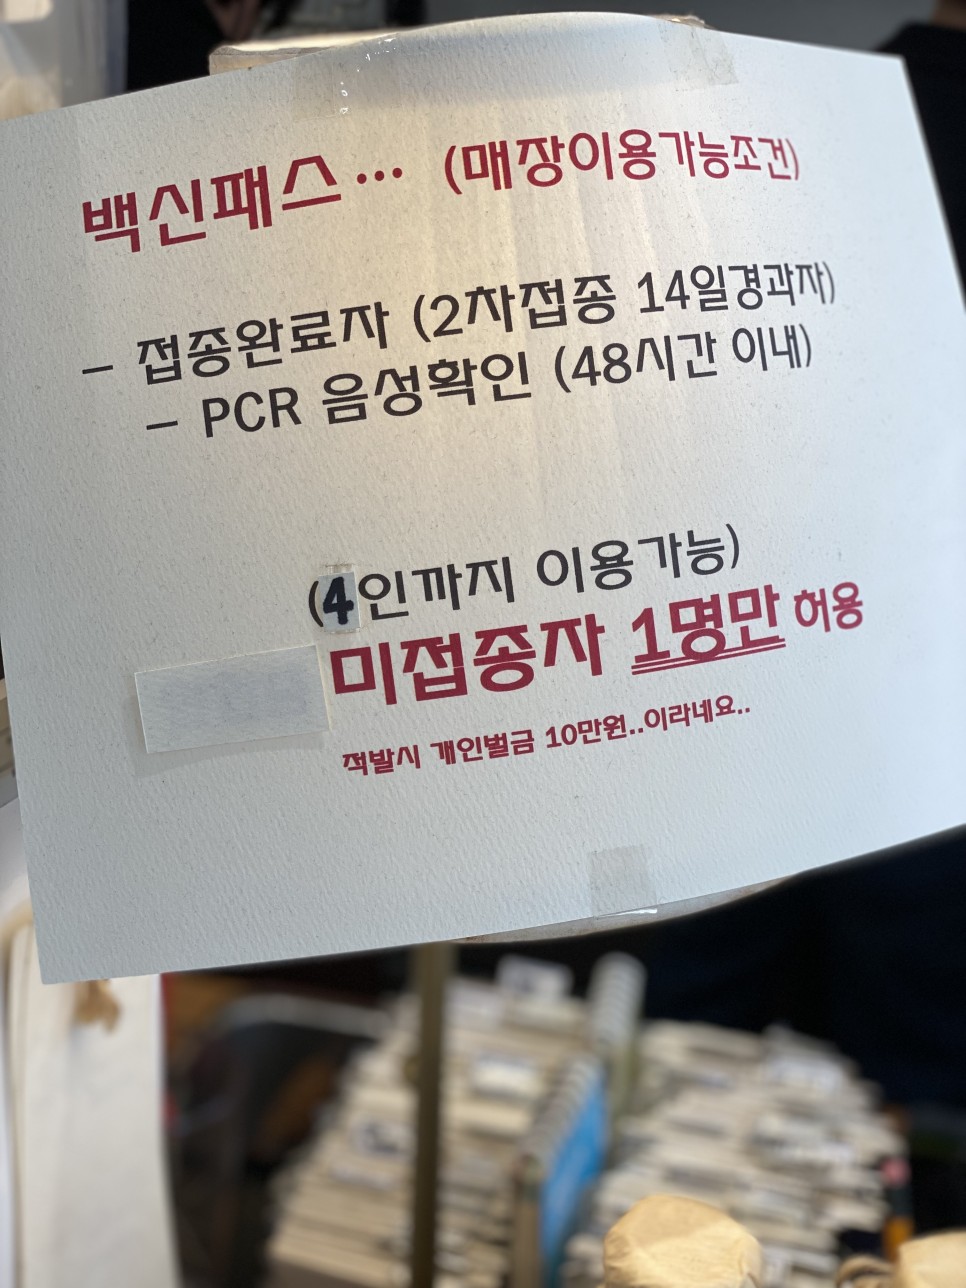 백신패스... (매장이용가능조건)
- 접종완료자 (2차접종 14일경과자)
- PCR 음성확인 (48시간 이내)
(4인까지 이용가능)
미접종자 1명만 허용
적발시 개인벌금 10만원..이라네요..